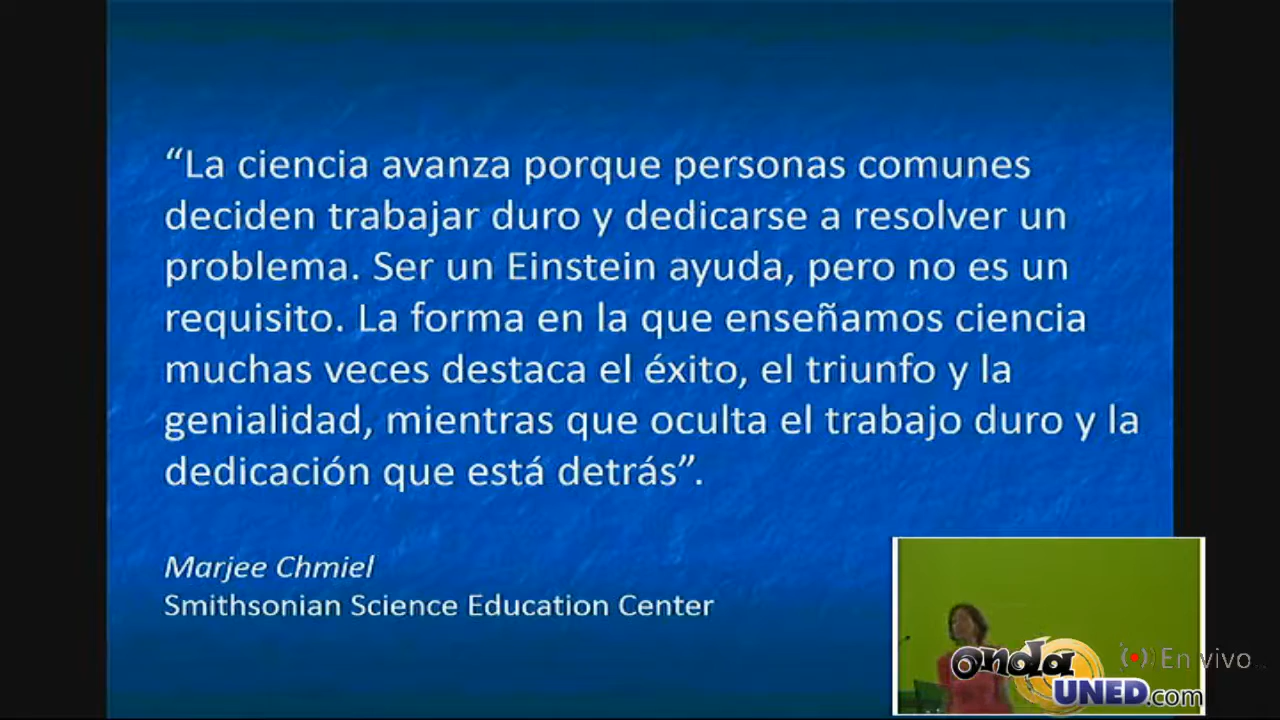 “La ciencia avanza porque personas comunes
deciden trabajar duro y dedicarse a resolver un
problema. Ser un Einstein ayuda, pero no es un
requisito. La forma en la que enseñamos ciencia
muchas veces destaca el éxito, el triunfo y la
genialidad, mientras que oculta el trabajo duro y la
dedicación que está detrás”.
Marjee Chmiel
Smithsonian Science Education Center
onda
UNED.com
En vivo...